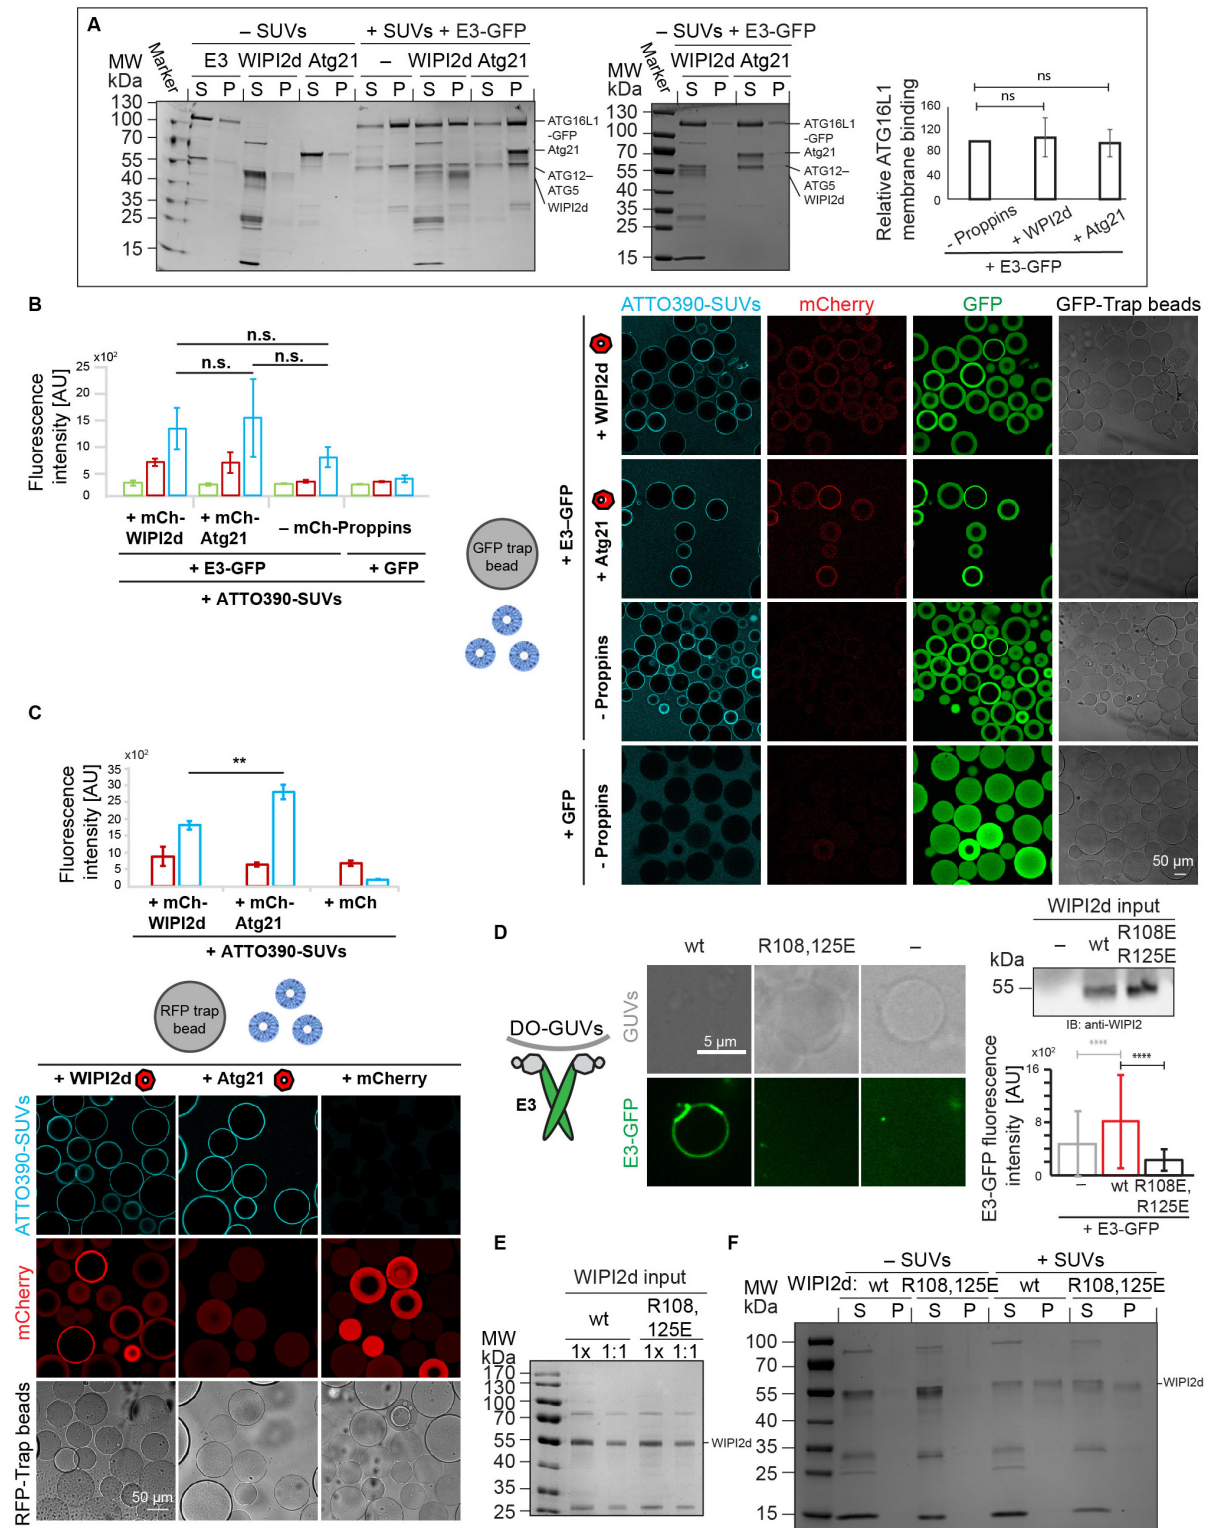 A
– SUVs
+ SUVs + E3-GFP
MW
kDa
Marker
E3 WIPI2d Atg21
– WIPI2d Atg21
S P S P S P S P S P S P
130
100
70
55
40
35
25
15
ATG16L1
-GFP
Atg21
ATG12–
ATG5
WIPI2d
– SUVs + E3-GFP
MW
kDa
Marker
WIPI2d Atg21
S P S P
130
100
70
55
40
35
25
15
ATG16L1
-GFP
Atg21
ATG12–
ATG5
WIPI2d
Relative ATG16L1
membrane binding
160
120
80
40
0
ns
ns
- Proppins
+ WPI2d
+ Atg21
+ E3-GFP
B
Fluorescence
intensity [AU]
x10²
25
20
15
10
5
0
n.s.
n.s.
n.s.
+ mCh-
WIPI2d
+ mCh-
Atg21
– mCh-Proppins
+ E3-GFP
+ GFP
+ ATTO390-SUVs
GFP trap
bead
ATTO390-SUVs
mCherry
GFP
GFP-Trap beads
+ E3–GFP
+ WIPI2d
+ Atg21
- Proppins
+ GFP
- Proppins
50 µm
C
Fluorescence
intensity [AU]
x10²
35
30
25
20
15
10
5
0
**
+ mCh-
WIPI2d
+ mCh-
Atg21
+ mCh
+ ATTO390-SUVs
RFP trap
bead
+ WIPI2d
+ Atg21
+ mCherry
ATTO390-SUVs
mCherry
RFP-Trap beads
50 µm
D
DO-GUVs
E3
wt
R108,125E
–
GUVs
E3-GFP
5 µm
WIPI2d input
kDa
–
wt
R108E
R125E
55
IB: anti-WIPI2
E3-GFP fluorescence
intensity [AU]
x10²
16
8
0
****
****
–
wt
R108E,
R125E
+ E3-GFP
E
WIPI2d input
wt
R108,
125E
MW
kDa
1x 1:1 1x 1:1
170
130
100
70
55
40
35
25
WIPI2d
F
– SUVs
+ SUVs
MW
kDa
WIPI2d: wt R108,125E wt R108,125E
S P S P S P S P
100
70
55
40
35
25
15
WIPI2d